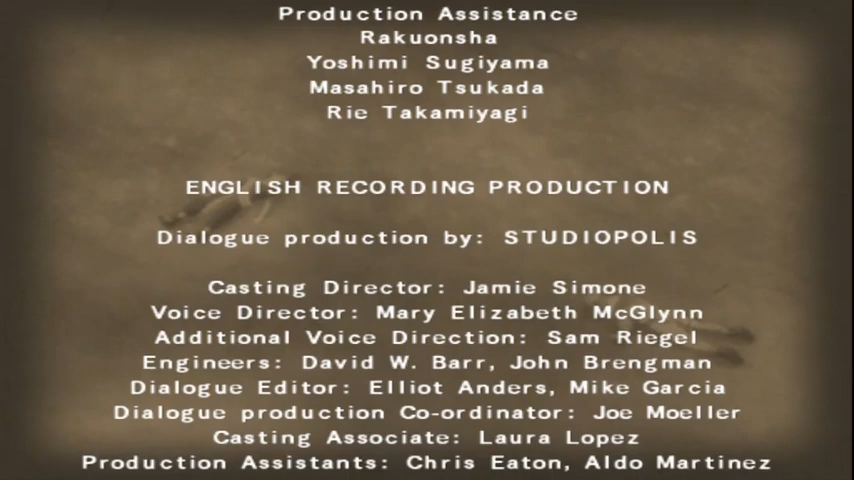 Production Assistance
Rakuonsha
Yoshimi Sugiyama
Masahiro Tsukada
Rie Takamiyagi
ENGLISH RECORDING PRODUCTION
Dialogue production by: STUDIOPOLIS
Casting Director: Jamie Simone
Voice Director: Mary Elizabeth McGlynn
Additional Voice Direction: Sam Riegel
Engineers: David W. Barr, John Brengman
Dialogue Editor: Elliot Anders, Mike Garcia
Dialogue production Co-ordinator: Joe Moeller
Casting Associate: Laura Lopez
Production Assistants: Chris Eaton, Aldo Martinez